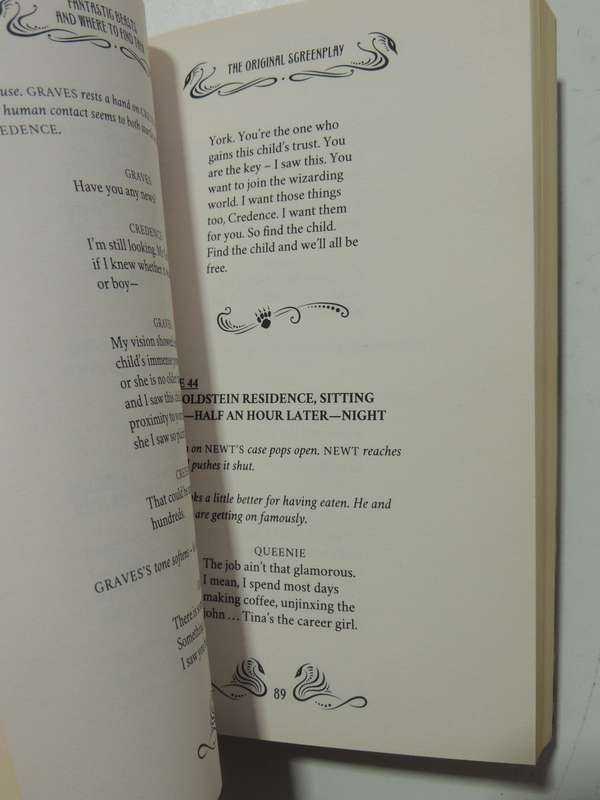 FANTASTIC BEASTS
AND WHERE TO FIND
use. GRAVES rests a hand on
human contact seems to both
EDENCE.
GRAVES
Have you any news?
CREDENCE
I'm still looking.
if I knew whether
or boy—
My vision showed
child's immense
or she is no older
and I saw this
proximity to
she I saw so
That could be
hundreds.
GRAVES'S tone softens –
There is
Something
I saw you
THE ORIGINAL SCREENPLAY
York. You're the one who
gains this child's trust. You
are the key – I saw this. You
want to join the wizarding
world. I want those things
too, Credence. I want them
for you. So find the child.
Find the child and we'll all be
free.
E 44
OLDSTEIN RESIDENCE, SITTING
—HALF AN HOUR LATER—NIGHT
on NEWT'S case pops open. NEWT reaches
pushes it shut.
ks a little better for having eaten. He and
are getting on famously.
QUEENIE
The job ain't that glamorous.
I mean, I spend most days
making coffee, unjinxing the
john … Tina's the career girl.
89